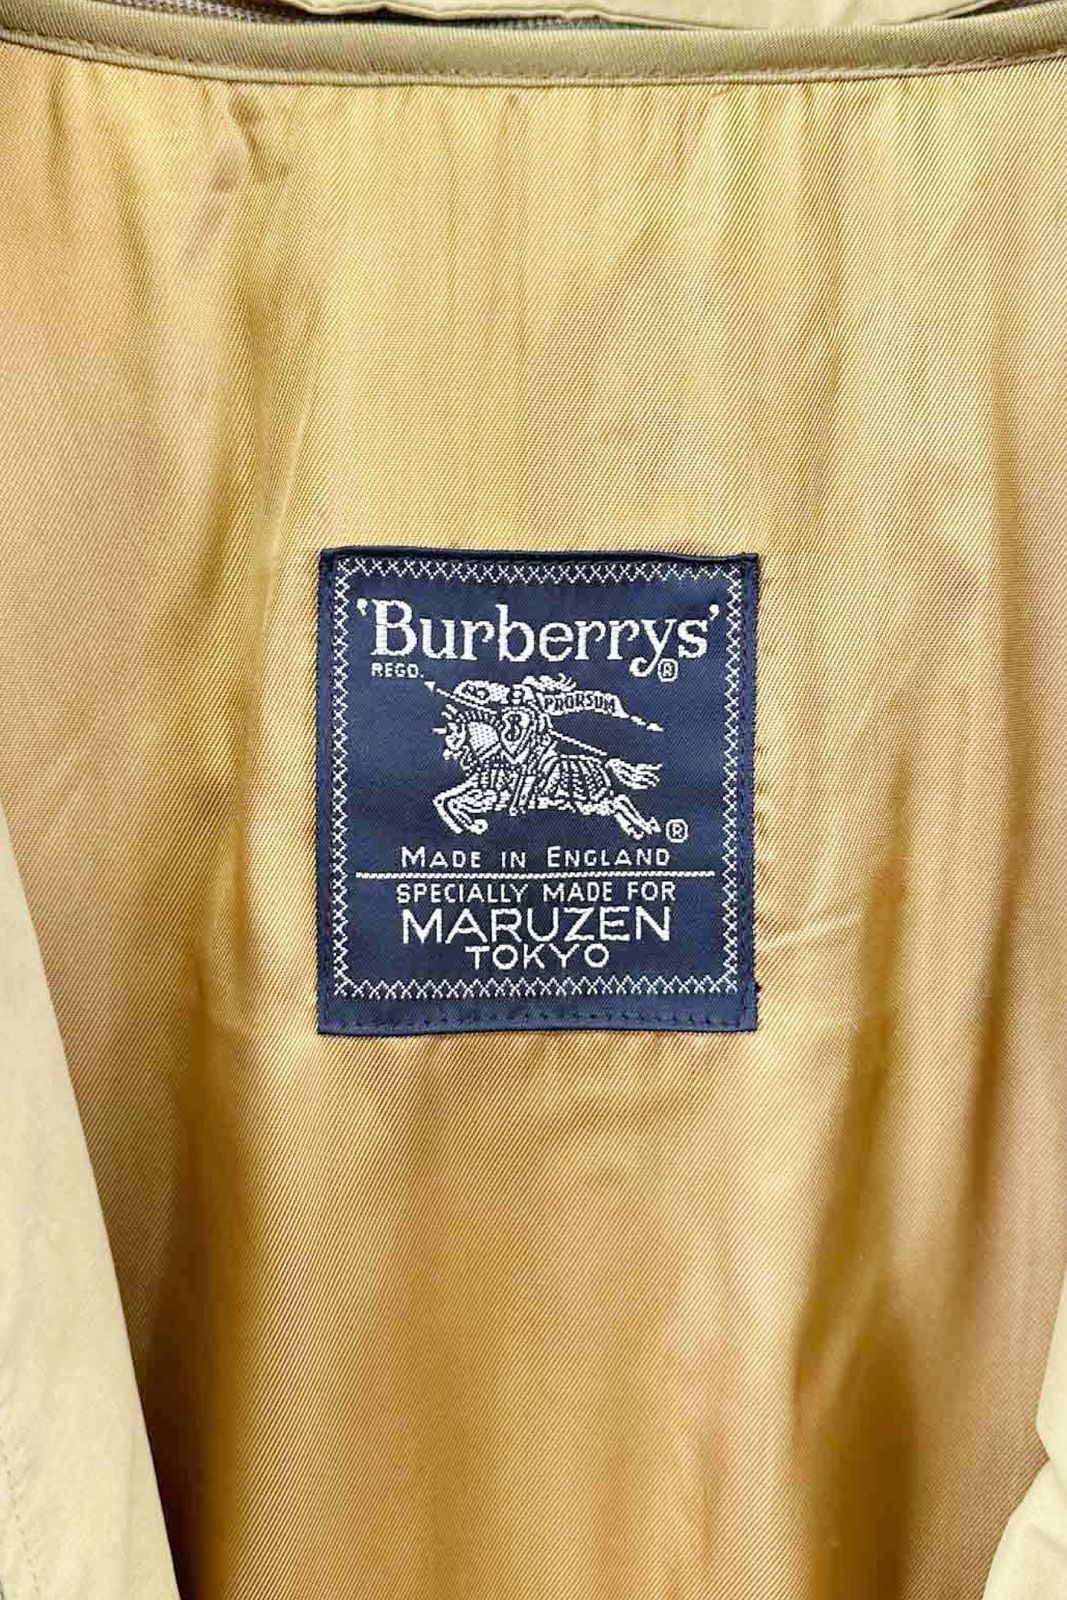 'Burberrys'
REGD. ®
PRORSUM
B
®
MADE IN ENGLAND
SPECIALLY MADE FOR
MARUZEN
TOKYO